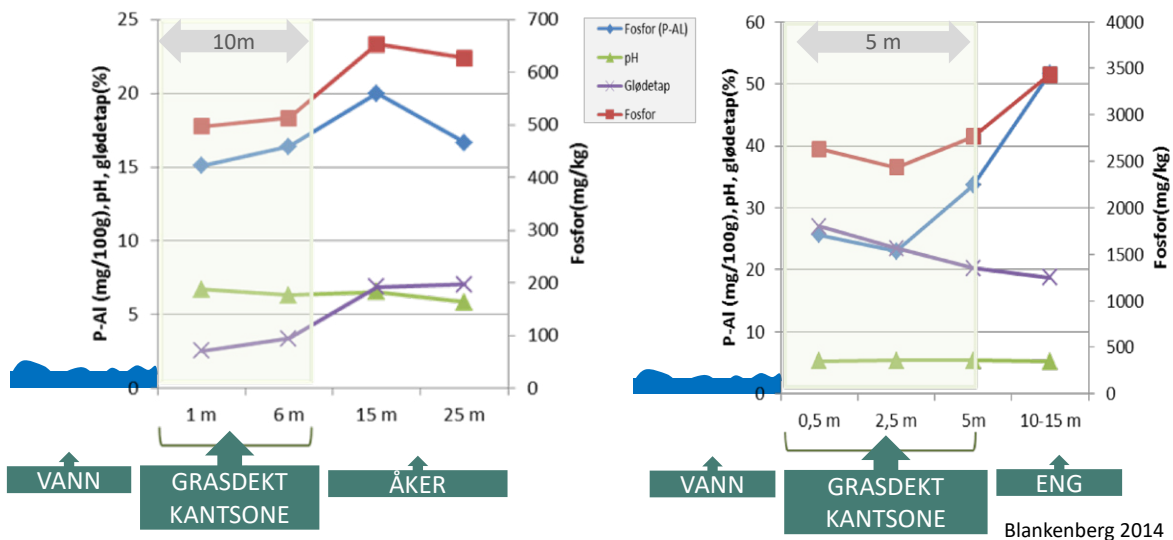 10m
P-Al (mg/100g), pH, glødetap(%)
25
20
15
10
5
0
700
600
500
400
300
200
100
0
Fosfor(mg/kg)
1 m
6 m
15 m
25 m
Fosfor (P-AL)
pH
Glødetap
Fosfor
VANN
GRASDEKT
KANTSONE
ÅKER
5 m
P-Al (mg/100g), pH, glødetap(%)
60
50
40
30
20
10
0
4000
3500
3000
2500
2000
1500
1000
500
0
Fosfor(mg/kg)
0,5 m
2,5 m
5m
10-15 m
VANN
GRASDEKT
KANTSONE
ENG
Blankenberg 2014